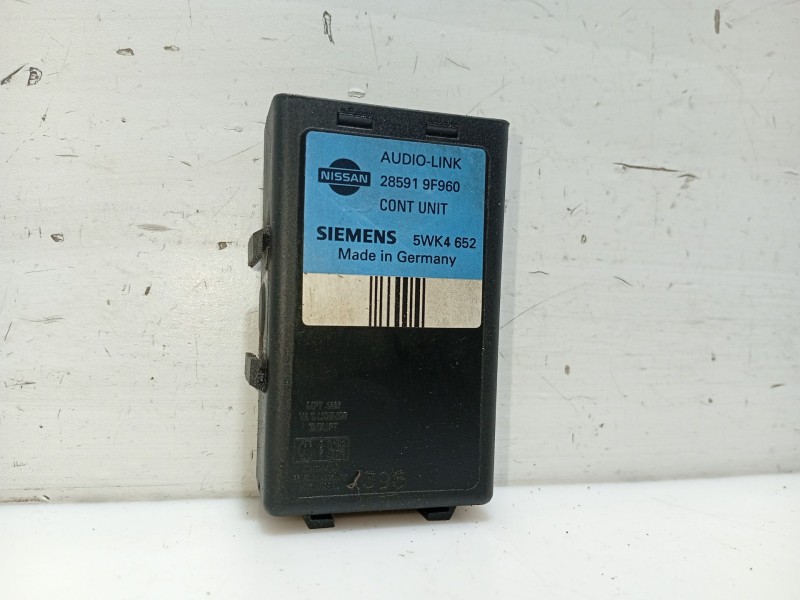 AUDIO-LINK
NISSAN
28591 9F960
CONT UNIT
SIEMENS 5WK4 652
Made in Germany